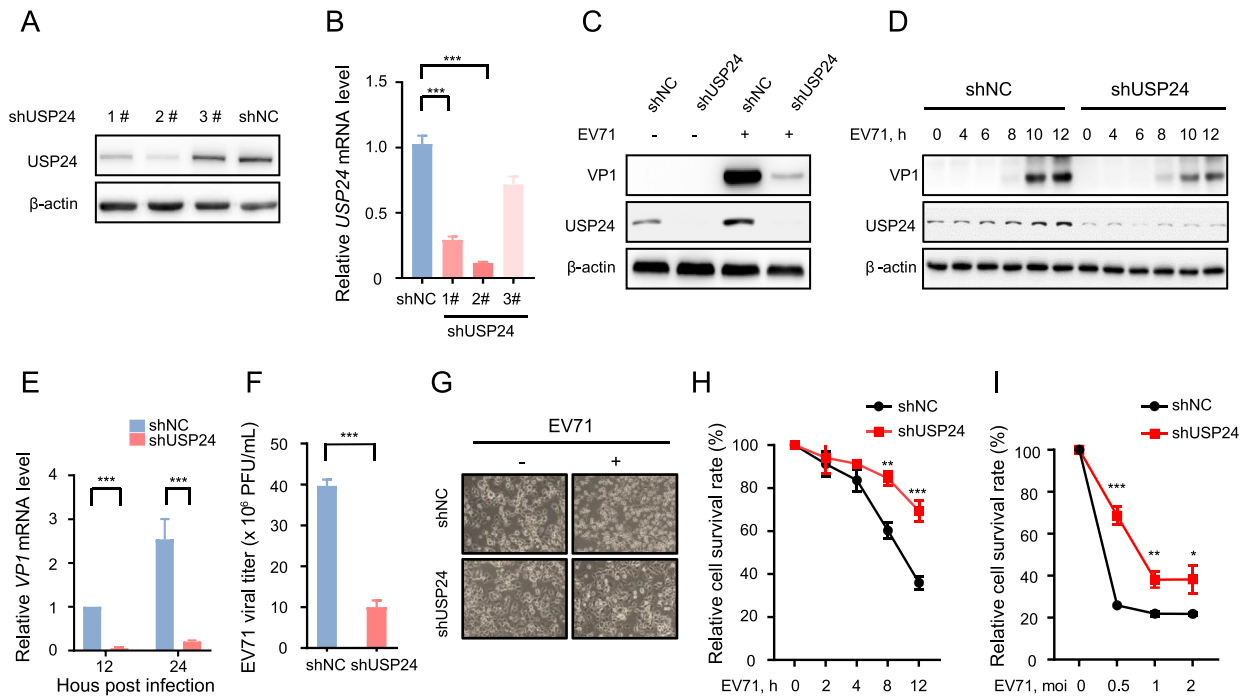 A
shUSP24 1 # 2 # 3 # shNC
USP24
β-actin
B
***
***
Relative USP24 mRNA level
1.5
1.0
0.5
0
shNC 1# 2# 3#
shUSP24
C
shNC shUSP24 shNC shUSP24
EV71 - - + +
VP1
USP24
β-actin
D
shNC shUSP24
EV71, h 0 4 6 8 10 12 0 4 6 8 10 12
VP1
USP24
β-actin
E
shNC
shUSP24
*** ***
Relative VP1 mRNA level
4
3
2
1
0
12 24
Hous post infection
F
***
EV71 viral titer (x 10⁶ PFU/mL)
50
40
30
20
10
0
shNC shUSP24
G
EV71
- +
shNC
shUSP24
H
shNC
shUSP24
Relative cell survival rate (%)
100
80
60
40
20
0
**
***
EV71, h 0 2 4 8 12
I
shNC
shUSP24
Relative cell survival rate (%)
100
80
60
40
20
0
***
**
*
EV71, moi 0 0.5 1 2